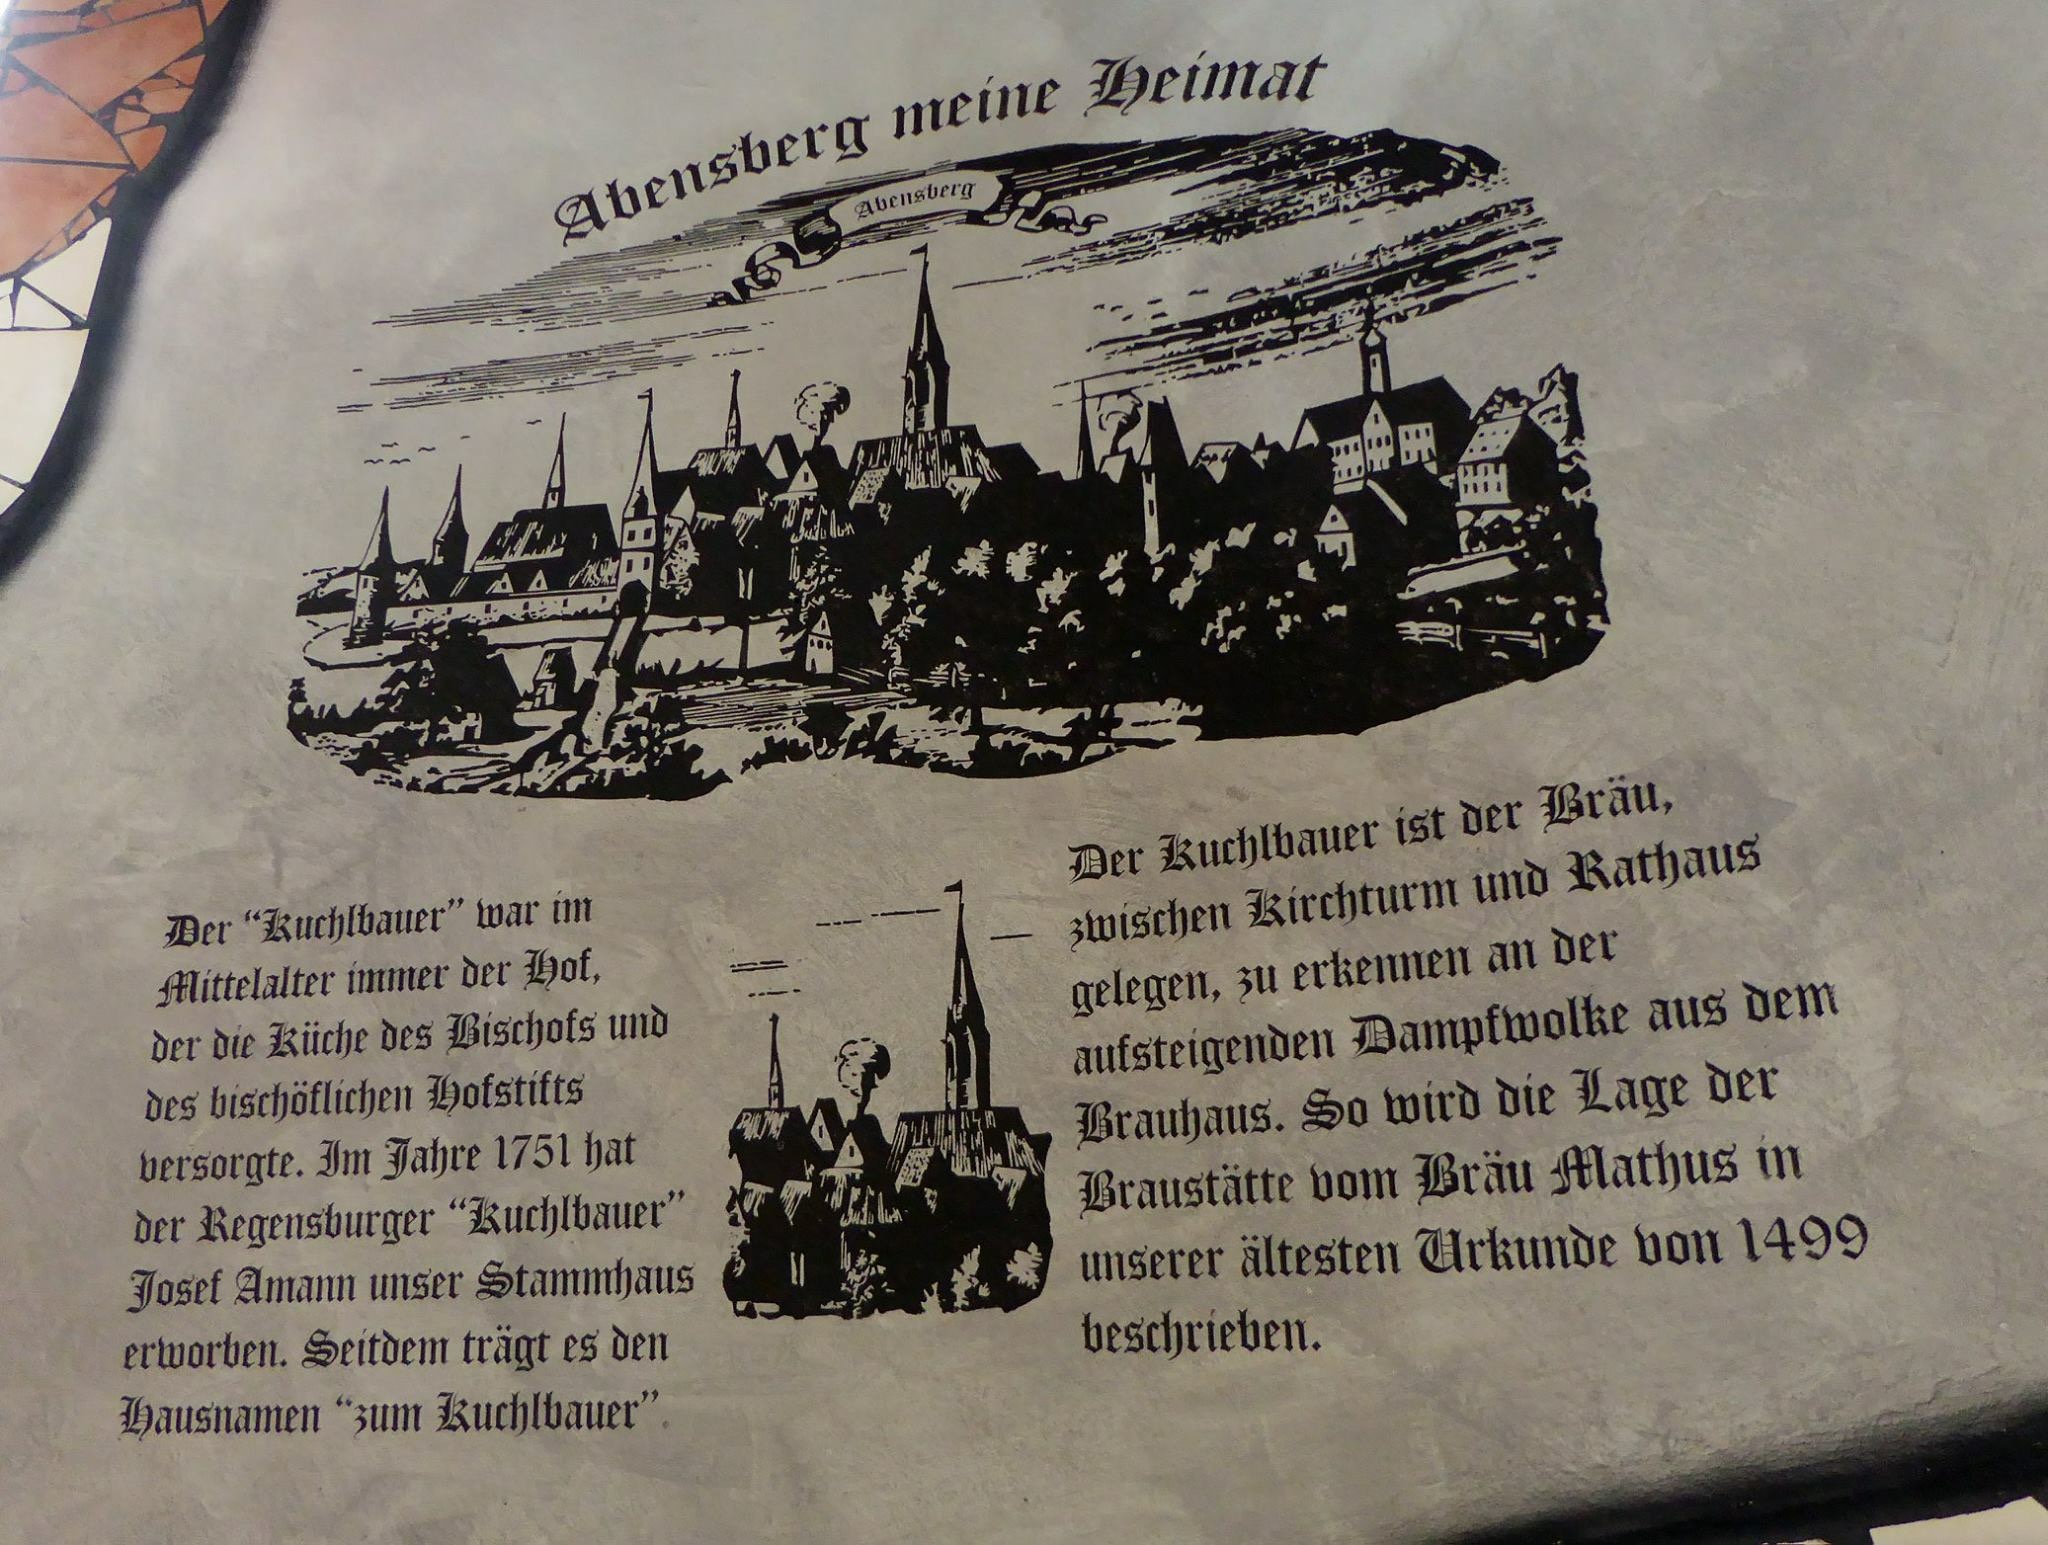 Abensberg meine Heimat
Abensberg
Der “Kuchlbauer” war im
Mittelalter immer der Hof,
der die Küche des Bischofs und
des bischöflichen Hofstifts
versorgte. Im Jahre 1751 hat
der Regensburger “Kuchlbauer”
Josef Amann unser Stammhaus
erworben. Seitdem trägt es den
Hausnamen “zum Kuchlbauer”.
Der Kuchlbauer ist der Bräu,
zwischen Kirchturm und Rathaus
gelegen, zu erkennen an der
aufsteigenden Dampfwolke aus dem
Brauhaus. So wird die Lage der
Braustätte vom Bräu Mathus in
unserer ältesten Urkunde von 1499
beschrieben.